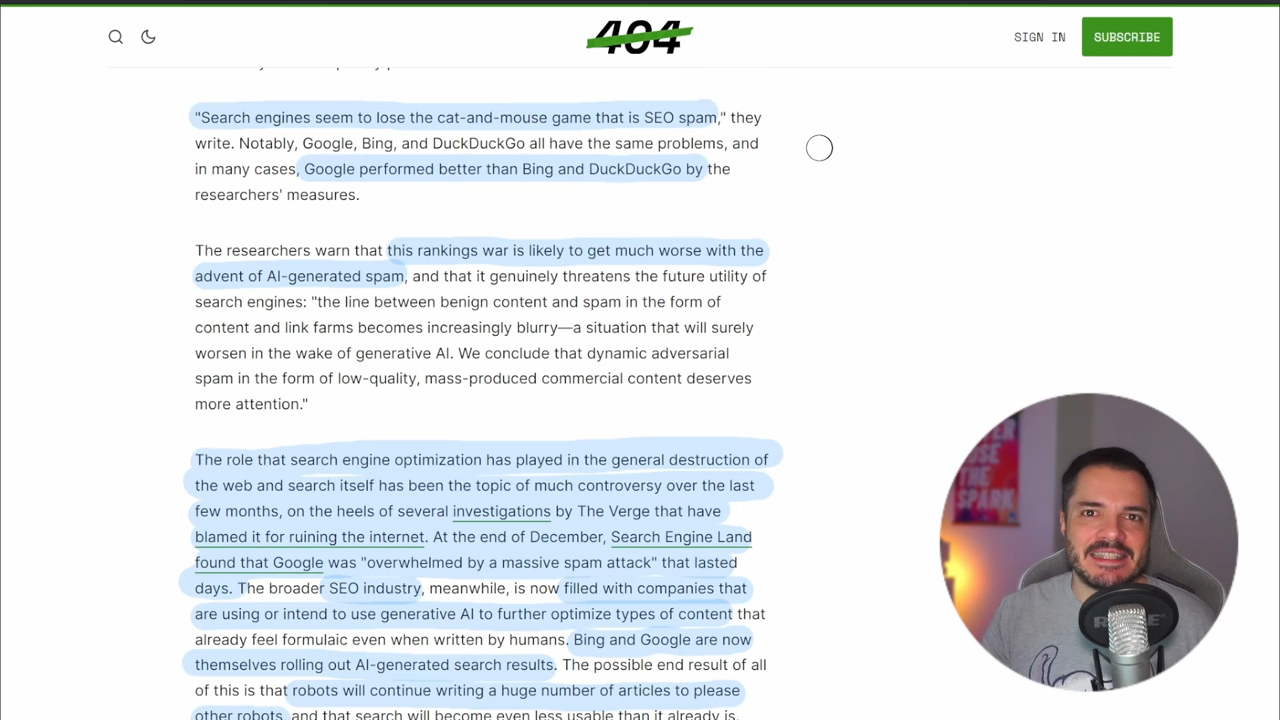 404
SIGN IN
SUBSCRIBE
"Search engines seem to lose the cat-and-mouse game that is SEO spam," they
write. Notably, Google, Bing, and DuckDuckGo all have the same problems, and
in many cases, Google performed better than Bing and DuckDuckGo by the
researchers' measures.
The researchers warn that this rankings war is likely to get much worse with the
advent of AI-generated spam, and that it genuinely threatens the future utility of
search engines: "the line between benign content and spam in the form of
content and link farms becomes increasingly blurry—a situation that will surely
worsen in the wake of generative AI. We conclude that dynamic adversarial
spam in the form of low-quality, mass-produced commercial content deserves
more attention."
The role that search engine optimization has played in the general destruction of
the web and search itself has been the topic of much controversy over the last
few months, on the heels of several investigations by The Verge that have
blamed it for ruining the internet. At the end of December, Search Engine Land
found that Google was "overwhelmed by a massive spam attack" that lasted
days. The broader SEO industry, meanwhile, is now filled with companies that
are using or intend to use generative AI to further optimize types of content that
already feel formulaic even when written by humans. Bing and Google are now
themselves rolling out AI-generated search results. The possible end result of all
of this is that robots will continue writing a huge number of articles to please
other robots, and that search will become even less usable than it already is.
THE
SPARK